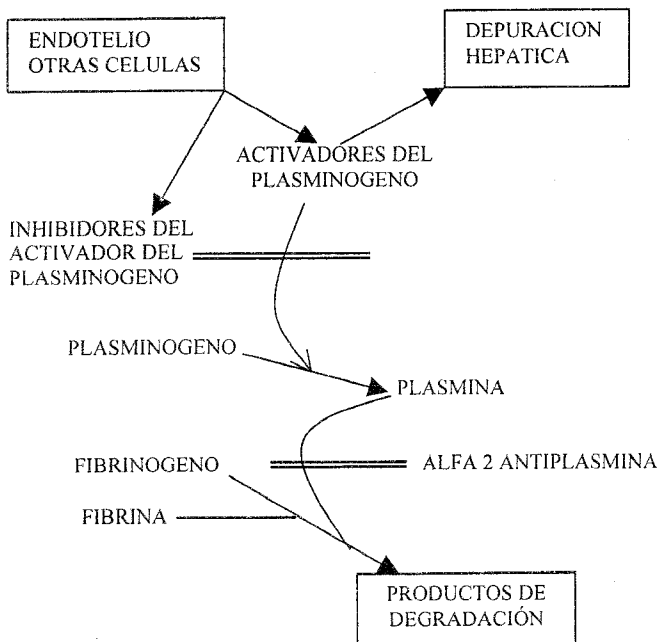 ENDOTELIO
OTRAS CELULAS
DEPURACION
HEPATICA
ACTIVADORES DEL
PLASMINOGENO
INHIBIDORES DEL
ACTIVADOR DEL
PLASMINOGENO
PLASMINOGENO
PLASMINA
FIBRINOGENO
ALFA 2 ANTIPLASMINA
FIBRINA
PRODUCTOS DE
DEGRADACIÓN